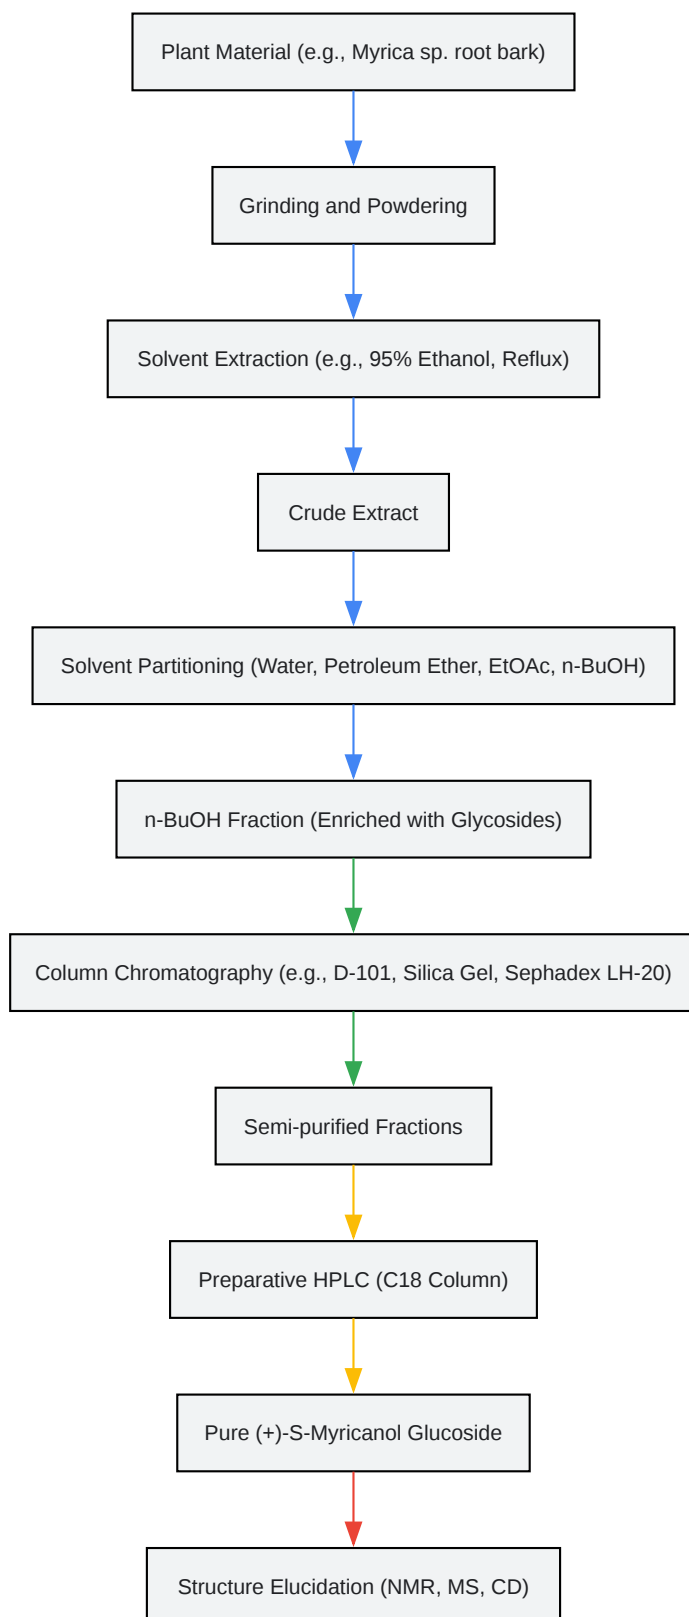 Plant Material (e.g., Myrica sp. root bark)
Grinding and Powdering
Solvent Extraction (e.g., 95% Ethanol, Reflux)
Crude Extract
Solvent Partitioning (Water, Petroleum Ether, EtOAc, n-BuOH)
n-BuOH Fraction (Enriched with Glycosides)
Column Chromatography (e.g., D-101, Silica Gel, Sephadex LH-20)
Semi-purified Fractions
Preparative HPLC (C18 Column)
Pure (+)-S-Myricanol Glucoside
Structure Elucidation (NMR, MS, CD)